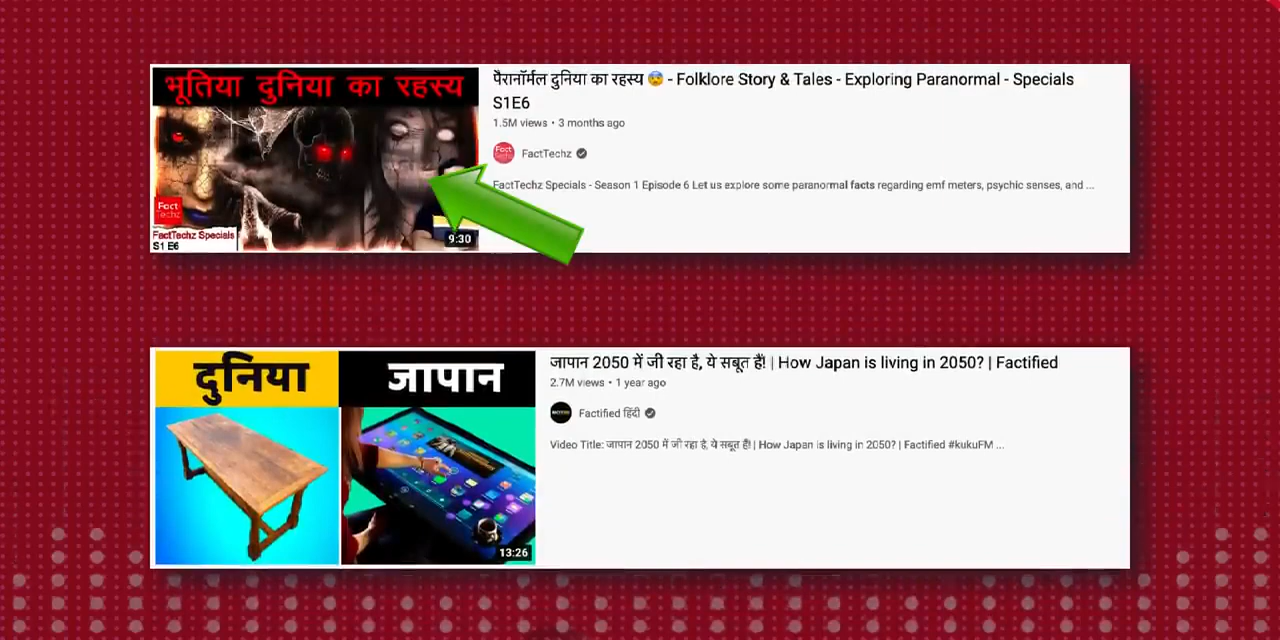 भूतिया दुनिया का रहस्य
Fact
Techz
FactTechz Specials
S1 E6
9:30
पैरानॉर्मल दुनिया का रहस्य 😨 - Folklore Story & Tales - Exploring Paranormal - Specials
S1E6
1.5M views • 3 months ago
Fact
Techz
FactTechz
FactTechz Specials - Season 1 Episode 6 Let us explore some paranormal facts regarding emf meters, psychic senses, and ...
दुनिया
जापान
13:26
जापान 2050 में जी रहा है, ये सबूत हैं! | How Japan is living in 2050? | Factified
2.7M views • 1 year ago
Factified हिंदी
Video Title: जापान 2050 में जी रहा है, ये सबूत हैं! | How Japan is living in 2050? | Factified #kukuFM ...